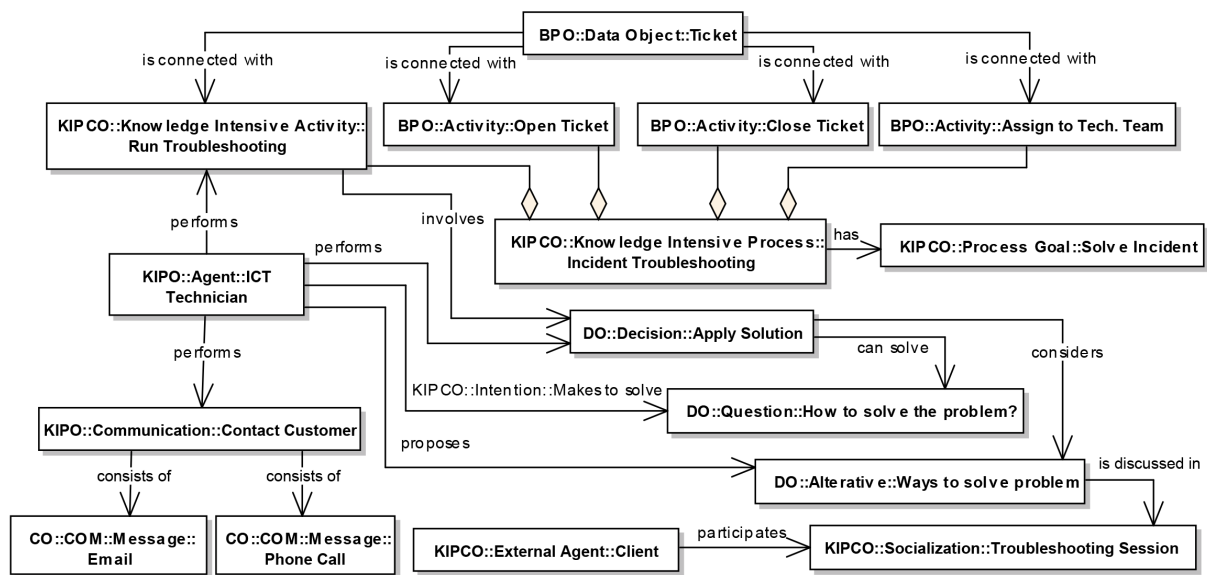 BPO::Data Object::Ticket
is connected with
is connected with
is connected with
is connected with
KIPCO::Knowledge Intensive Activity::
Run Troubleshooting
BPO::Activity::Open Ticket
BPO::Activity::Close Ticket
BPO::Activity::Assign to Tech. Team
performs
involves
KIPCO::Knowledge Intensive Process::
Incident Troubleshooting
has
KIPCO::Process Goal::Solve Incident
performs
KIPO::Agent::ICT
Technician
DO::Decision::Apply Solution
performs
can solve
considers
KIPCO::Intention::Makes to solve
DO::Question::How to solve the problem?
KIPO::Communication::Contact Customer
proposes
consists of
consists of
DO::Alterative::Ways to solve problem
is discussed in
CO::COM::Message::
Email
CO::COM::Message::
Phone Call
KIPCO::External Agent::Client
participates
KIPCO::Socialization::Troubleshooting Session